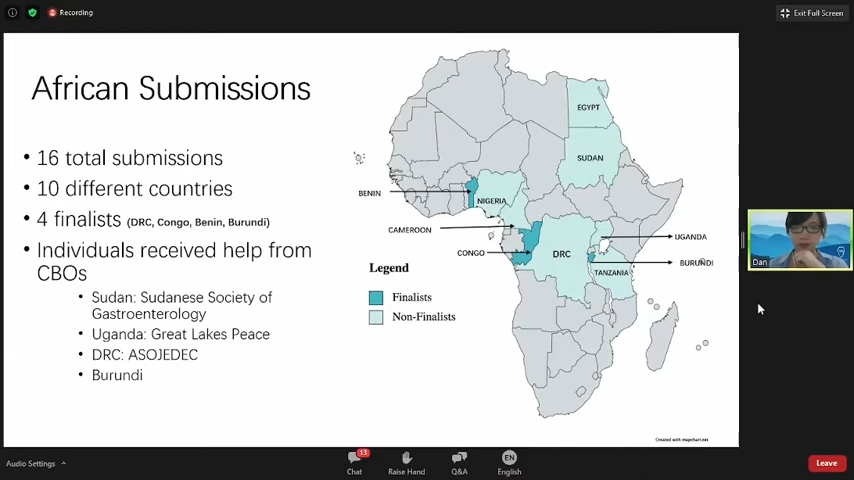 Recording
Exit Full Screen
African Submissions
• 16 total submissions
• 10 different countries
• 4 finalists (DRC, Congo, Benin, Burundi)
• Individuals received help from
CBOs
• Sudan: Sudanese Society of
Gastroenterology
• Uganda: Great Lakes Peace
• DRC: ASOJEDEC
• Burundi
EGYPT
SUDAN
BENIN
NIGERIA
CAMEROON
UGANDA
CONGO
DRC
BURUNDI
TANZANIA
Legend
Finalists
Non-Finalists
Created with mapchart.net
Dan
Audio Settings
13
Chat
Raise Hand
Q&A
EN
English
Leave